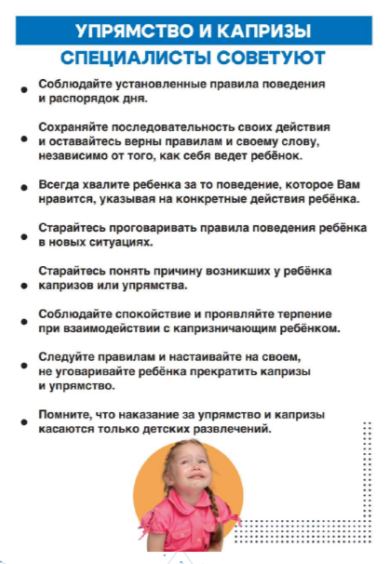 УПРЯМСТВО И КАПРИЗЫ
СПЕЦИАЛИСТЫ СОВЕТУЮТ
Соблюдайте установленные правила поведения
и распорядок дня.
Сохраняйте последовательность своих действия
и оставайтесь верны правилам и своему слову,
независимо от того, как себя ведет ребёнок.
Всегда хвалите ребенка за то поведение, которое Вам
нравится, указывая на конкретные действия ребёнка.
Старайтесь проговаривать правила поведения ребёнка
в новых ситуациях.
Старайтесь понять причину возникших у ребёнка
капризов или упрямства.
Соблюдайте спокойствие и проявляйте терпение
при взаимодействии с капризничающим ребёнком.
Следуйте правилам и настаивайте на своем,
не уговаривайте ребёнка прекратить капризы
и упрямство.
Помните, что наказание за упрямство и капризы
касаются только детских развлечений.